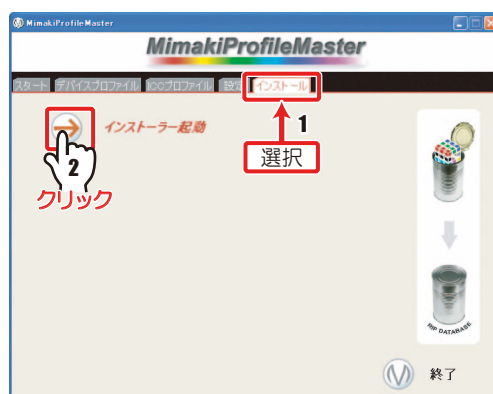 MimakiProfileMaster
MimakiProfileMaster
スタート デバイスプロファイル ICCプロファイル 設定 インストール
インストーラー起動
1
選択
2
クリック
RIP DATABASE
終了